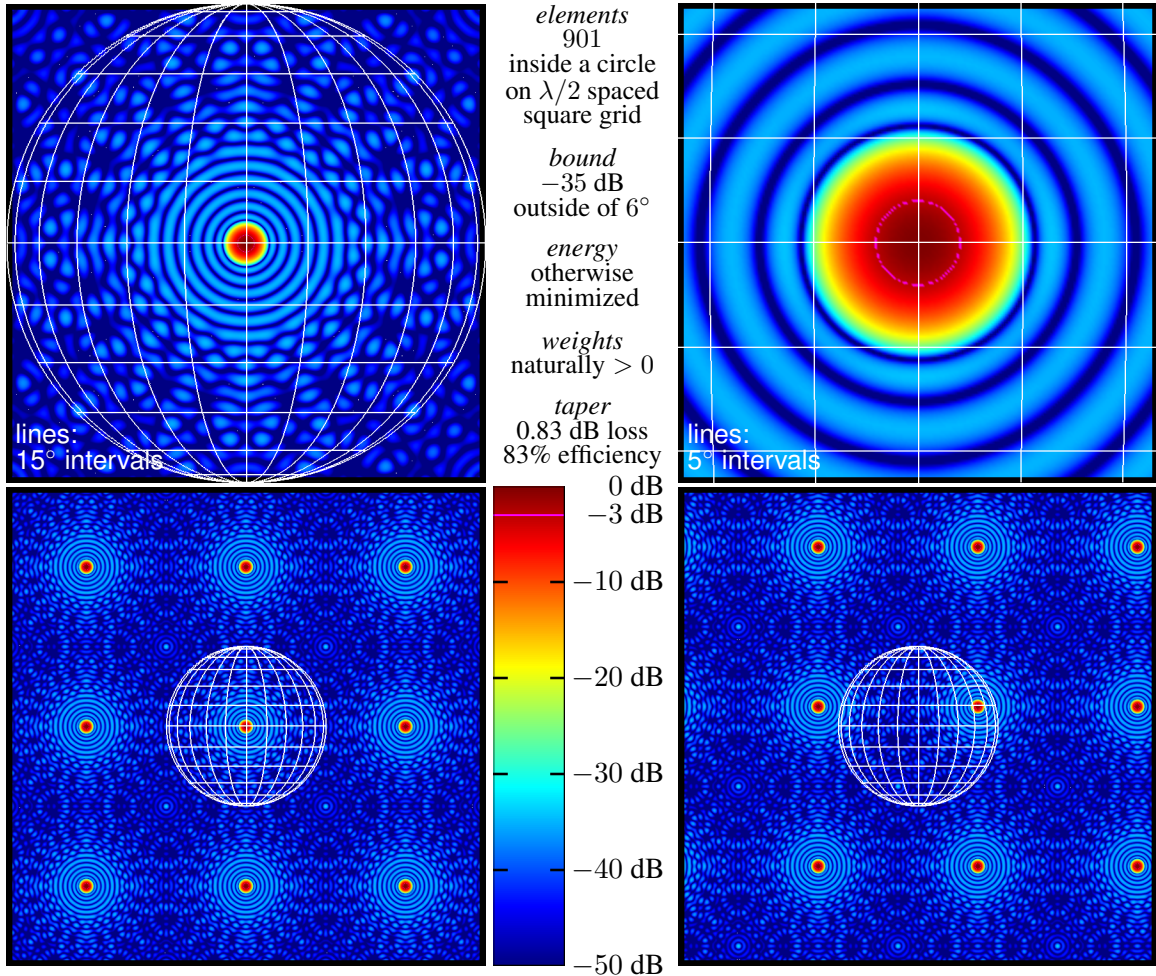 elements
901
inside a circle
on λ/2 spaced
square grid
bound
−35 dB
outside of 6°
energy
otherwise
minimized
weights
naturally > 0
taper
0.83 dB loss
83% efficiency
lines:
15° intervals
lines:
5° intervals
0 dB
−3 dB
−10 dB
−20 dB
−30 dB
−40 dB
−50 dB